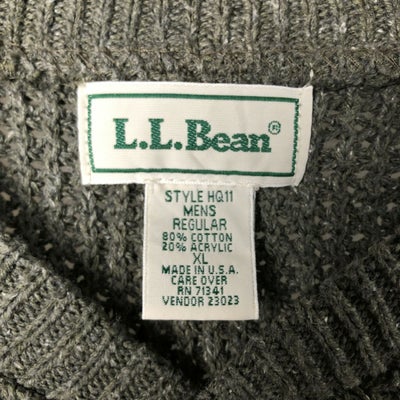 L.L.Bean®
STYLE HQ11
MENS
REGULAR
80% COTTON
20% ACRYLIC
XL
MADE IN U.S.A.
CARE OVER
RN 71341
VENDOR 23023